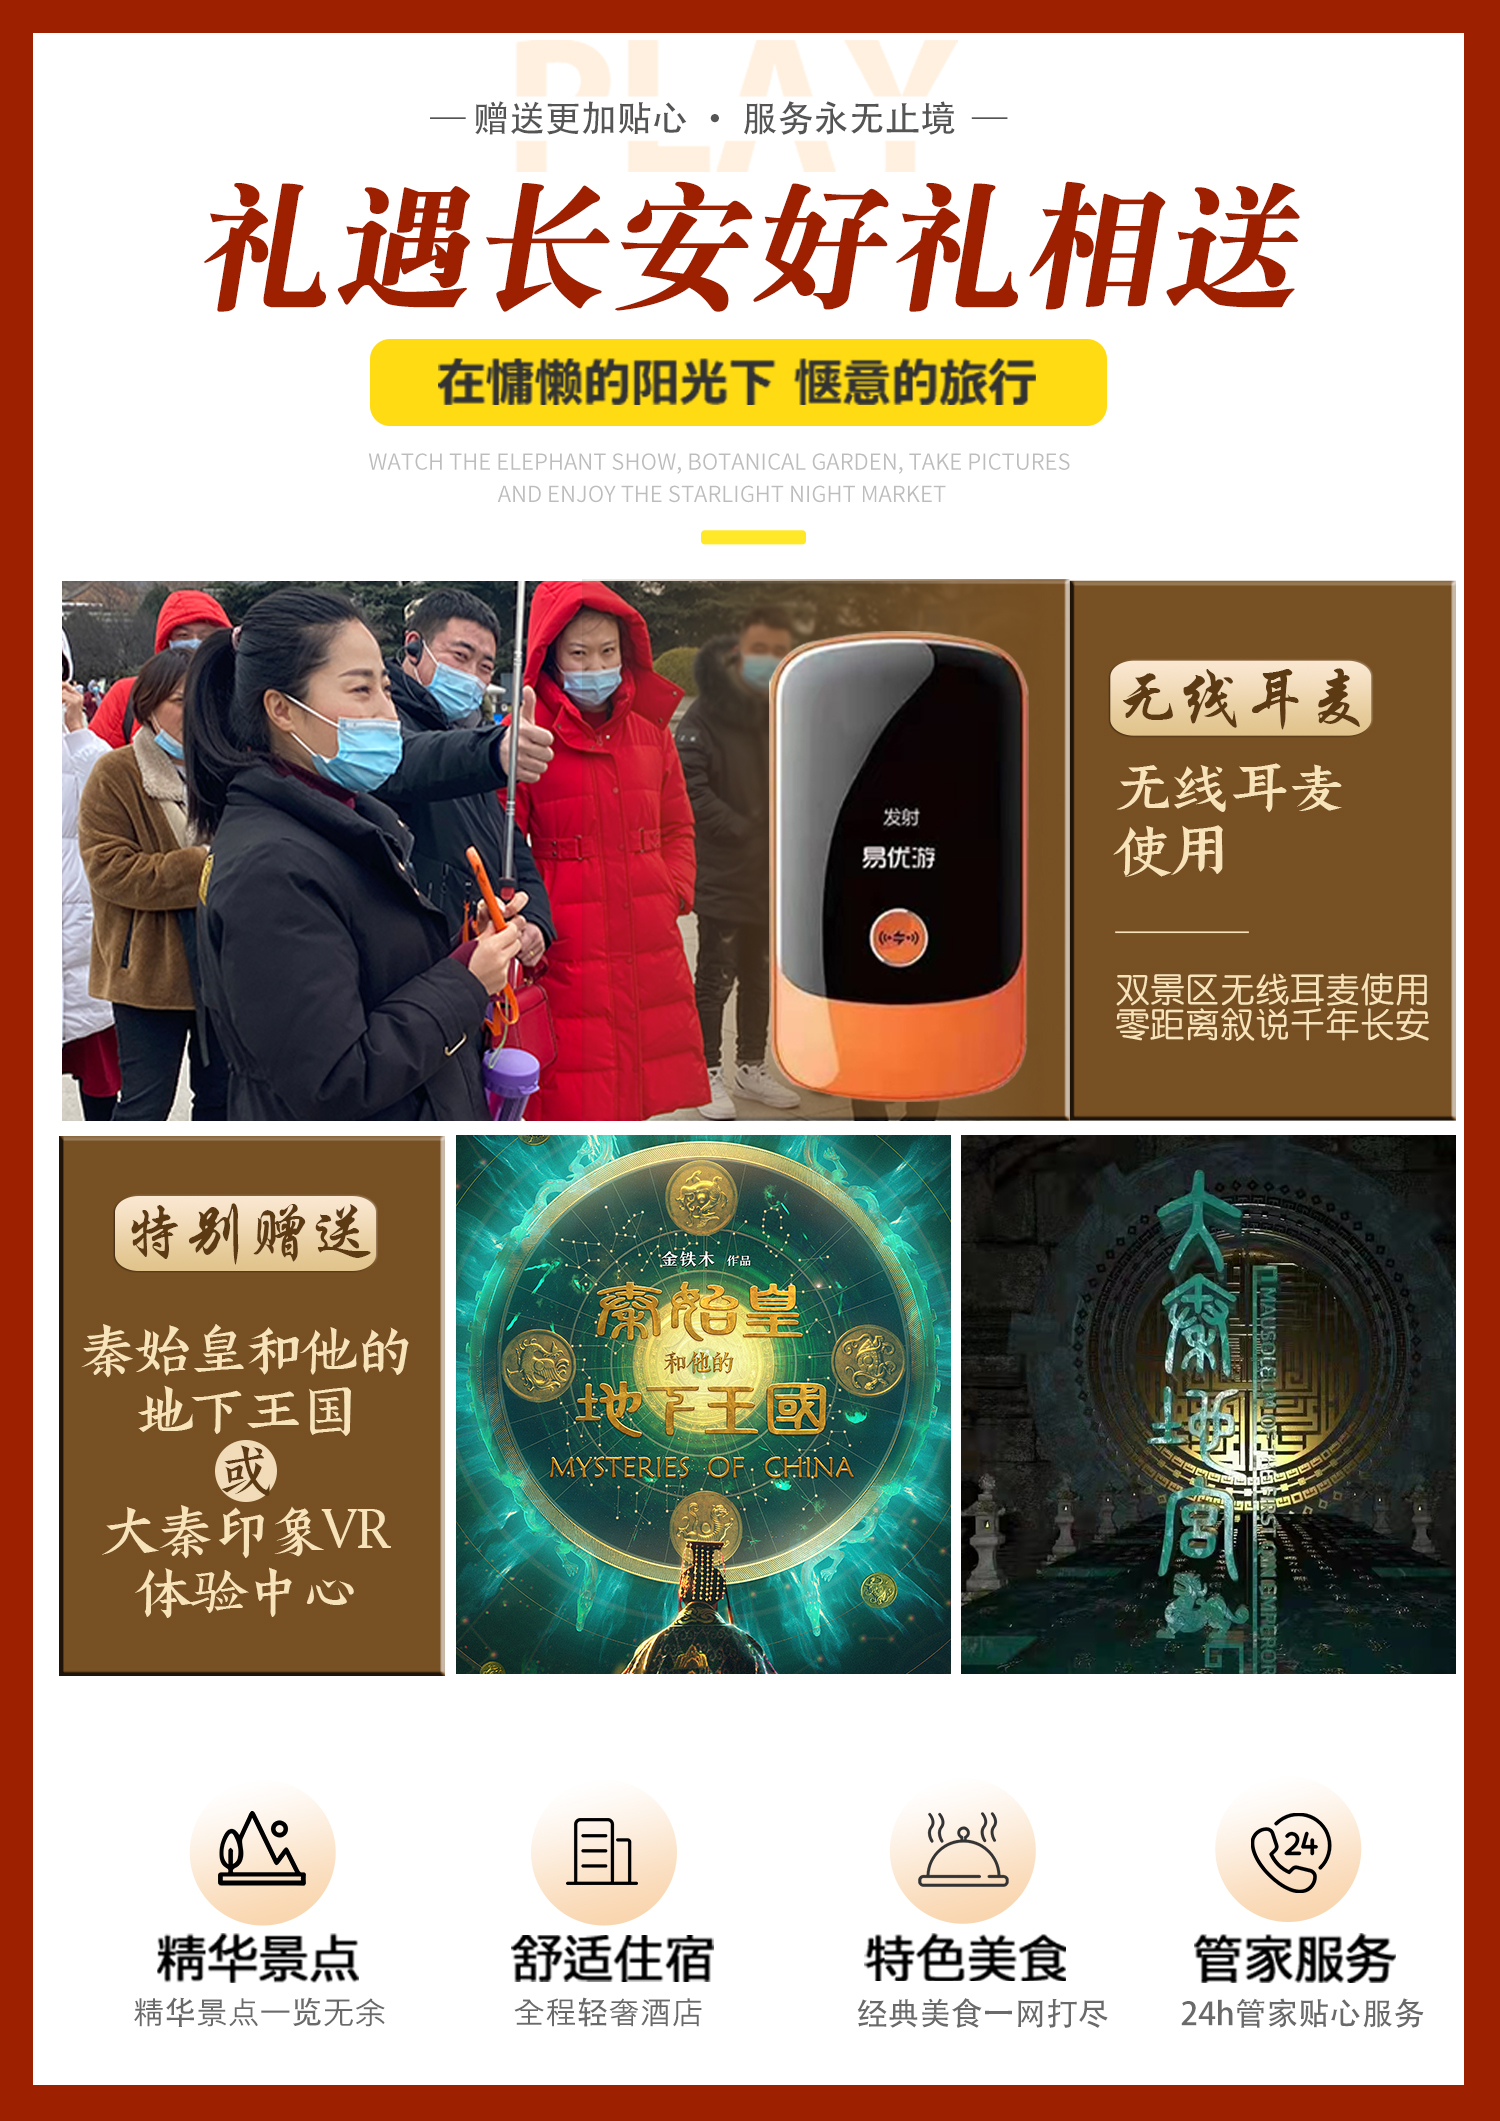 PLAY
— 赠送更加贴心 · 服务永无止境 —
礼遇长安好礼相送
在慵懒的阳光下 惬意的旅行
WATCH THE ELEPHANT SHOW, BOTANICAL GARDEN, TAKE PICTURES
AND ENJOY THE STARLIGHT NIGHT MARKET
发射
易优游
无线耳麦
无线耳麦
使用
双景区无线耳麦使用
零距离叙说千年长安
特别赠送
秦始皇和他的
地下王国
或
大秦印象VR
体验中心
金铁木 作品
秦始皇
和他的
地下王國
MYSTERIES OF CHINA
大秦地宫
MAUSOLEUM OF THE FIRST QIN EMPEROR
24
精华景点
精华景点一览无余
舒适住宿
全程轻奢酒店
特色美食
经典美食一网打尽
管家服务
24h管家贴心服务